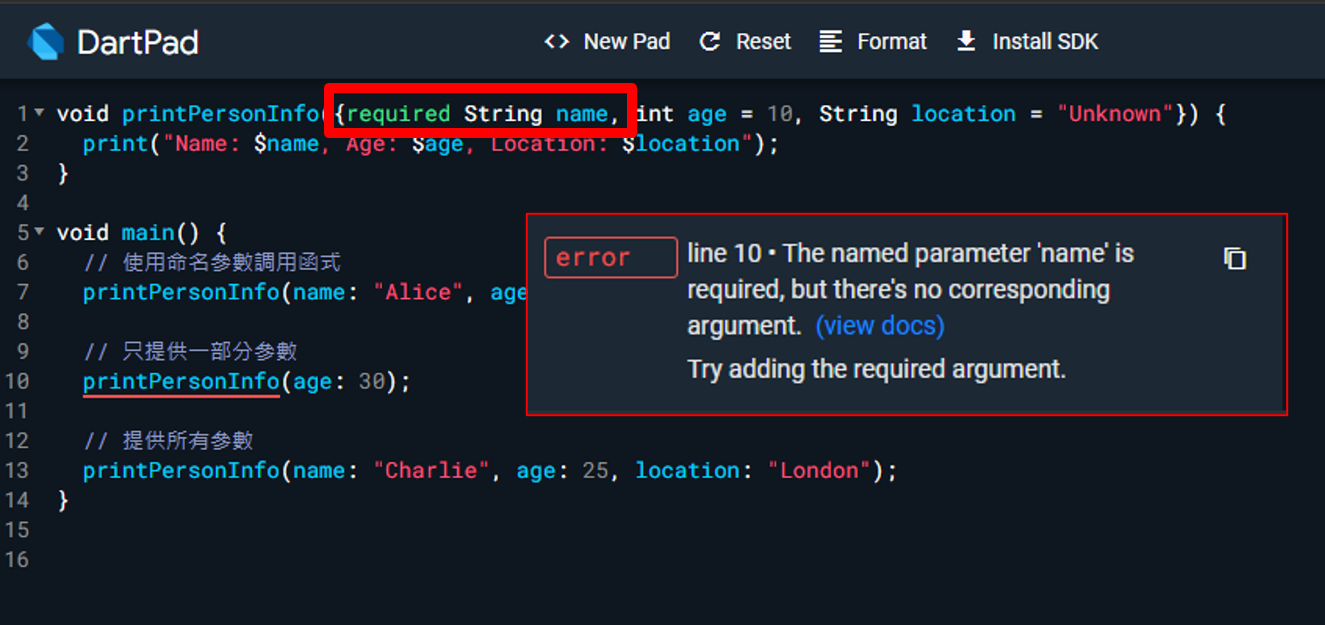 DartPad
<> New Pad Reset Format Install SDK
1 void printPersonInfo({required String name, int age = 10, String location = "Unknown"}) {
2 print("Name: $name, Age: $age, Location: $location");
3 }
4
5 void main() {
6 // 使用命名參數調用函式
7 printPersonInfo(name: "Alice", age
8
9 // 只提供一部分參數
10 printPersonInfo(age: 30);
11
12 // 提供所有參數
13 printPersonInfo(name: "Charlie", age: 25, location: "London");
14 }
15
16
error
line 10 • The named parameter 'name' is
required, but there's no corresponding
argument. (view docs)
Try adding the required argument.